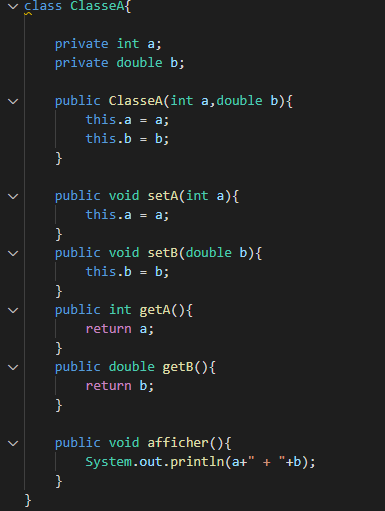 class ClasseA{
private int a;
private double b;
public ClasseA(int a,double b){
this.a = a;
this.b = b;
}
public void setA(int a){
this.a = a;
}
public void setB(double b){
this.b = b;
}
public int getA(){
return a;
}
public double getB(){
return b;
}
public void afficher(){
System.out.println(a+" + "+b);
}
}